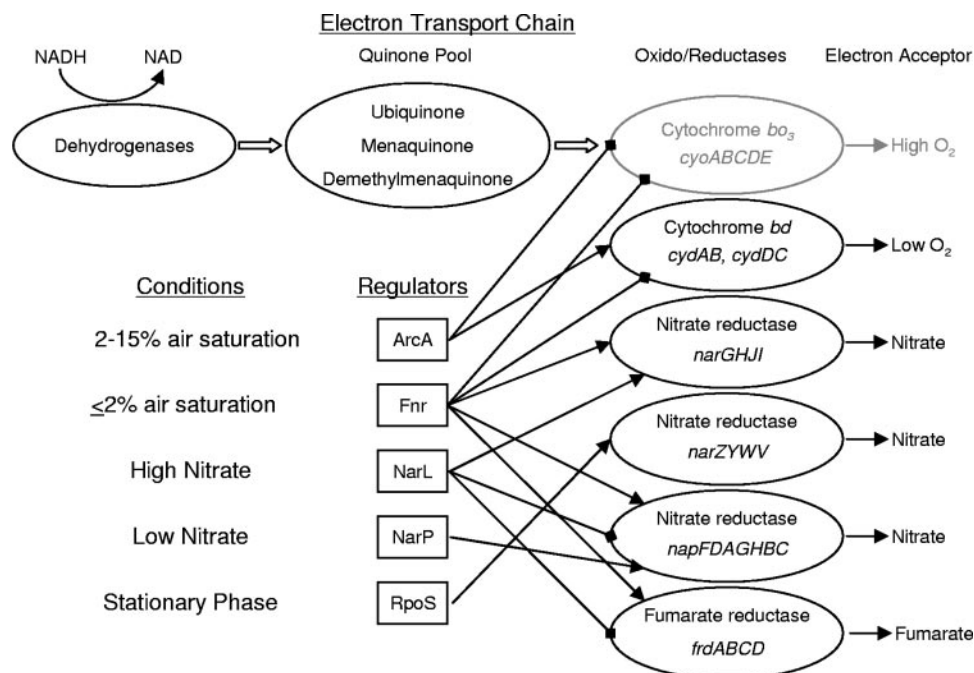 Electron Transport Chain
NADH NAD Quinone Pool Oxido/Reductases Electron Acceptor
Dehydrogenases
Ubiquinone
Menaquinone
Demethylmenaquinone
Cytochrome bo₃
cyoABCDE
High O₂
Cytochrome bd
cydAB, cydDC
Low O₂
Conditions Regulators
2-15% air saturation ArcA
Nitrate reductase
narGHJI
Nitrate
≤2% air saturation Fnr
Nitrate reductase
narZYWV
Nitrate
High Nitrate NarL
Low Nitrate NarP
Nitrate reductase
napFDAGHBC
Nitrate
Stationary Phase RpoS
Fumarate reductase
frdABCD
Fumarate